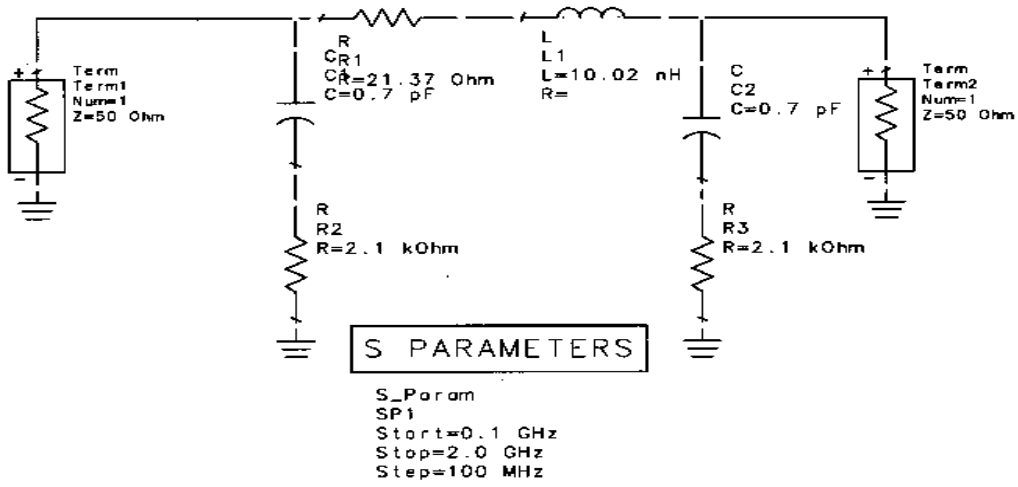 +
Term
Term1
Num=1
Z=50 Ohm
-
R
R1
R=21.37 Ohm
C
C1
C=0.7 pF
L
L1
L=10.02 nH
R=
C
C2
C=0.7 pF
+
Term
Term2
Num=1
Z=50 Ohm
-
R
R2
R=2.1 kOhm
R
R3
R=2.1 kOhm
S PARAMETERS
S_Param
SP1
Start=0.1 GHz
Stop=2.0 GHz
Step=100 MHz